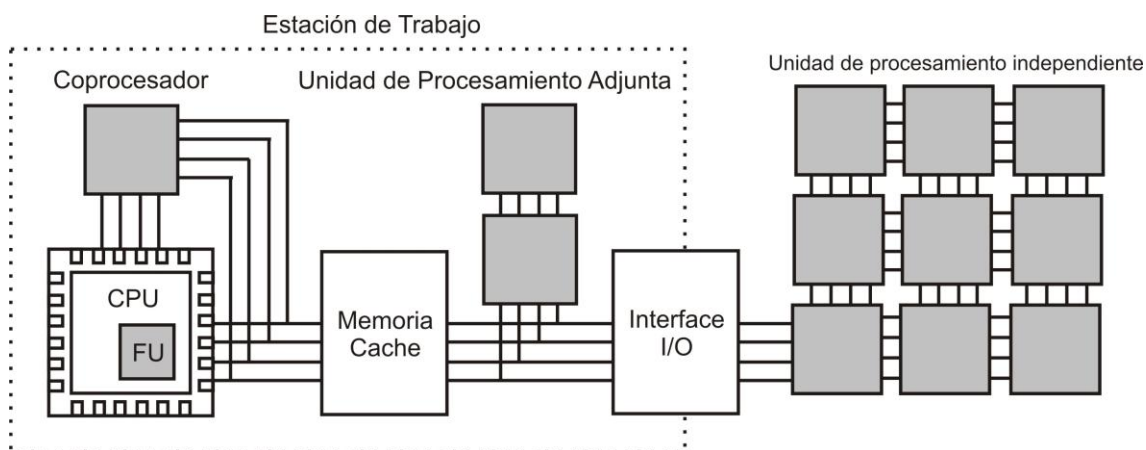 Estación de Trabajo
Coprocesador
Unidad de Procesamiento Adjunta
Unidad de procesamiento independiente
CPU
FU
Memoria
Cache
Interface
I/O